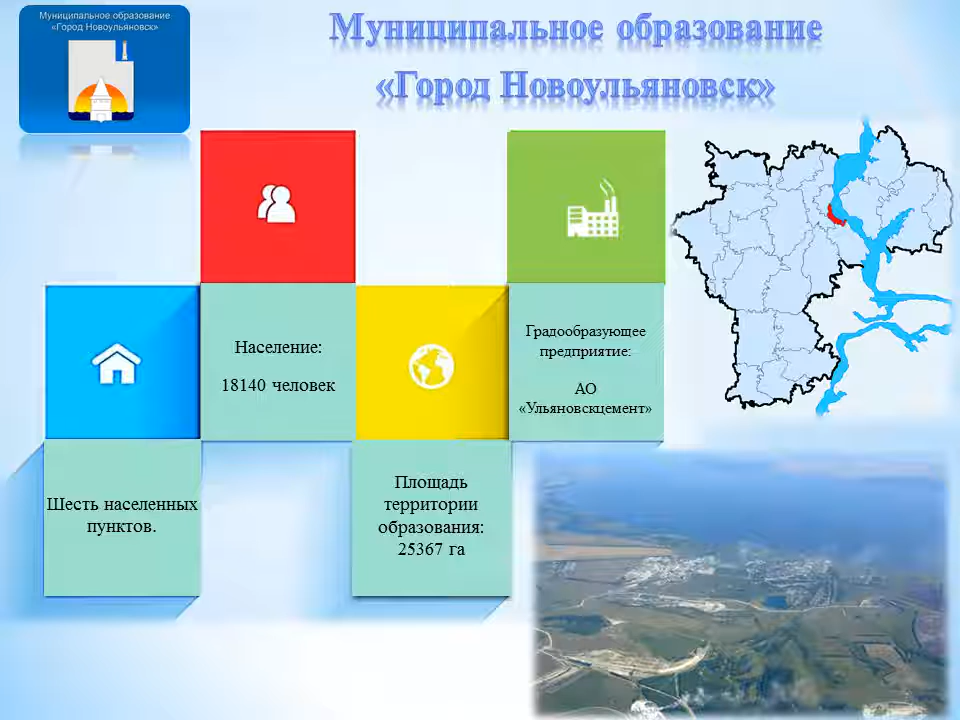 Муниципальное образование
«Город Новоульяновск»
Муниципальное образование
«Город Новоульяновск»
Население:
18140 человек
Градообразующее
предприятие:
АО
«Ульяновскцемент»
Шесть населенных
пунктов.
Площадь
территории
образования:
25367 га